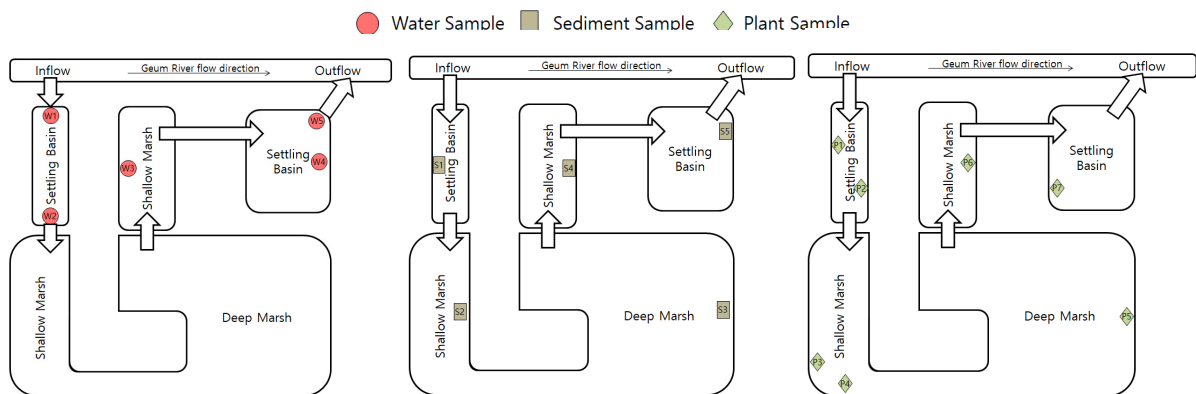 Water Sample
Sediment Sample
Plant Sample
Inflow
Geum River flow direction
Outflow
W1
Settling Basin
W2
W3
Shallow Marsh
W5
W4
Settling
Basin
Shallow Marsh
Deep Marsh
Inflow
Geum River flow direction
Outflow
S1
Settling Basin
S4
Shallow Marsh
S5
Settling
Basin
Shallow Marsh
S2
S3
Deep Marsh
Inflow
Geum River flow direction
Outflow
P1
Settling Basin
P2
Shallow Marsh
P6
Settling
Basin
P7
Shallow Marsh
P3
P4
Deep Marsh
P5